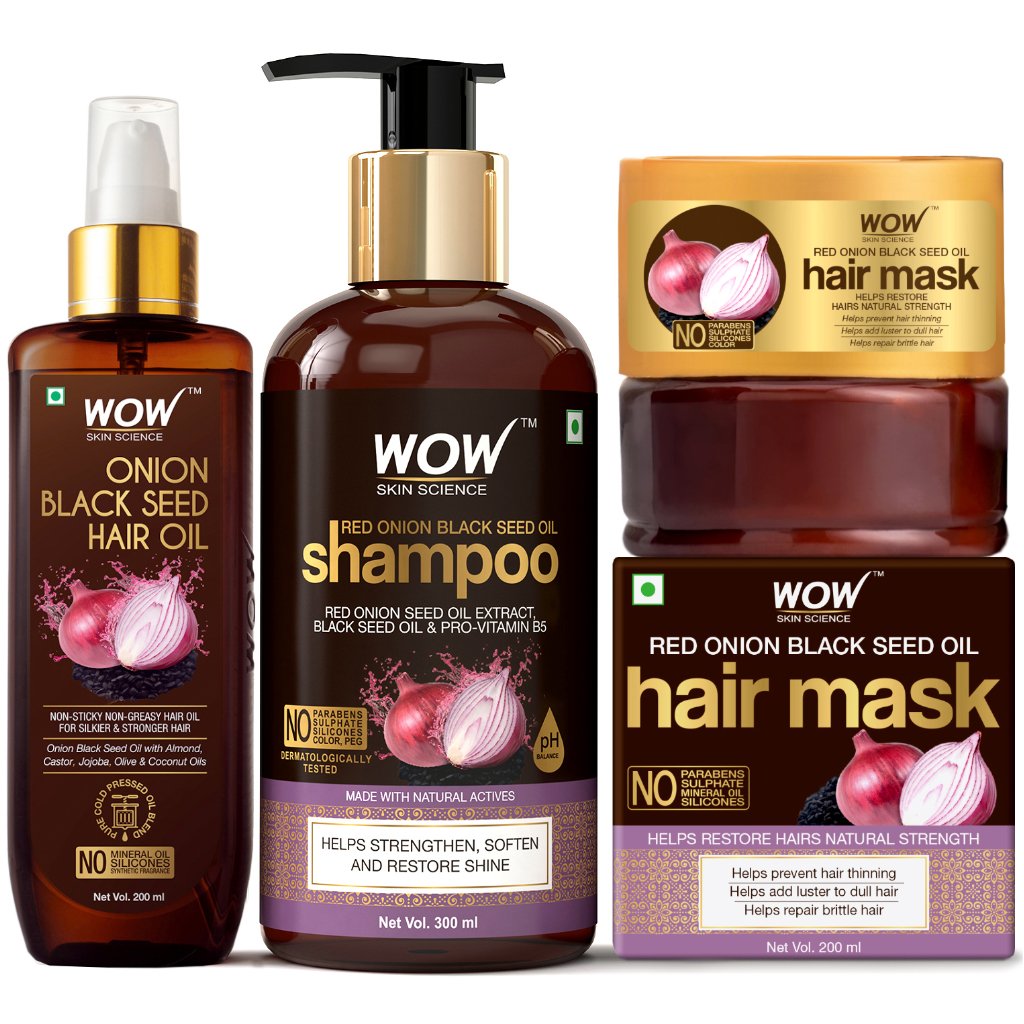 WOW™
SKIN SCIENCE
ONION
BLACK SEED
HAIR OIL
NON-STICKY NON-GREASY HAIR OIL
FOR SILKIER & STRONGER HAIR
Onion Black Seed Oil with Almond,
Castor, Jojoba, Olive & Coconut Oils
PURE COLD PRESSED OIL BLEND
NO MINERAL OIL
SILICONES
SYNTHETIC FRAGRANCE
Net Vol. 200 ml
WOW™
SKIN SCIENCE
RED ONION BLACK SEED OIL
shampoo
RED ONION SEED OIL EXTRACT,
BLACK SEED OIL & PRO-VITAMIN B5
NO PARABENS
SULPHATE
SILICONES
COLOR, PEG
DERMATOLOGICALLY
TESTED
pH
BALANCE
MADE WITH NATURAL ACTIVES
HELPS STRENGTHEN, SOFTEN
AND RESTORE SHINE
Net Vol. 300 ml
WOW™
SKIN SCIENCE
RED ONION BLACK SEED OIL
hair mask
HELPS RESTORE
HAIRS NATURAL STRENGTH
Helps prevent hair thinning
Helps add luster to dull hair
Helps repair brittle hair
NO PARABENS
SULPHATE
SILICONES
COLOR
WOW™
SKIN SCIENCE
RED ONION BLACK SEED OIL
hair mask
NO PARABENS
SULPHATE
MINERAL OIL
SILICONES
HELPS RESTORE HAIRS NATURAL STRENGTH
Helps prevent hair thinning
Helps add luster to dull hair
Helps repair brittle hair
Net Vol. 200 ml